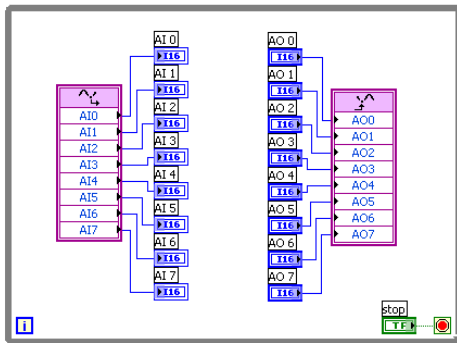 AI 0
I16
AI 1
I16
AI 2
I16
AI 3
I16
AI 4
I16
AI 5
I16
AI 6
I16
AI 7
I16
AI0
AI1
AI2
AI3
AI4
AI5
AI6
AI7
AO 0
I16
AO 1
I16
AO 2
I16
AO 3
I16
AO 4
I16
AO 5
I16
AO 6
I16
AO 7
I16
AO0
AO1
AO2
AO3
AO4
AO5
AO6
AO7
i
stop
TF